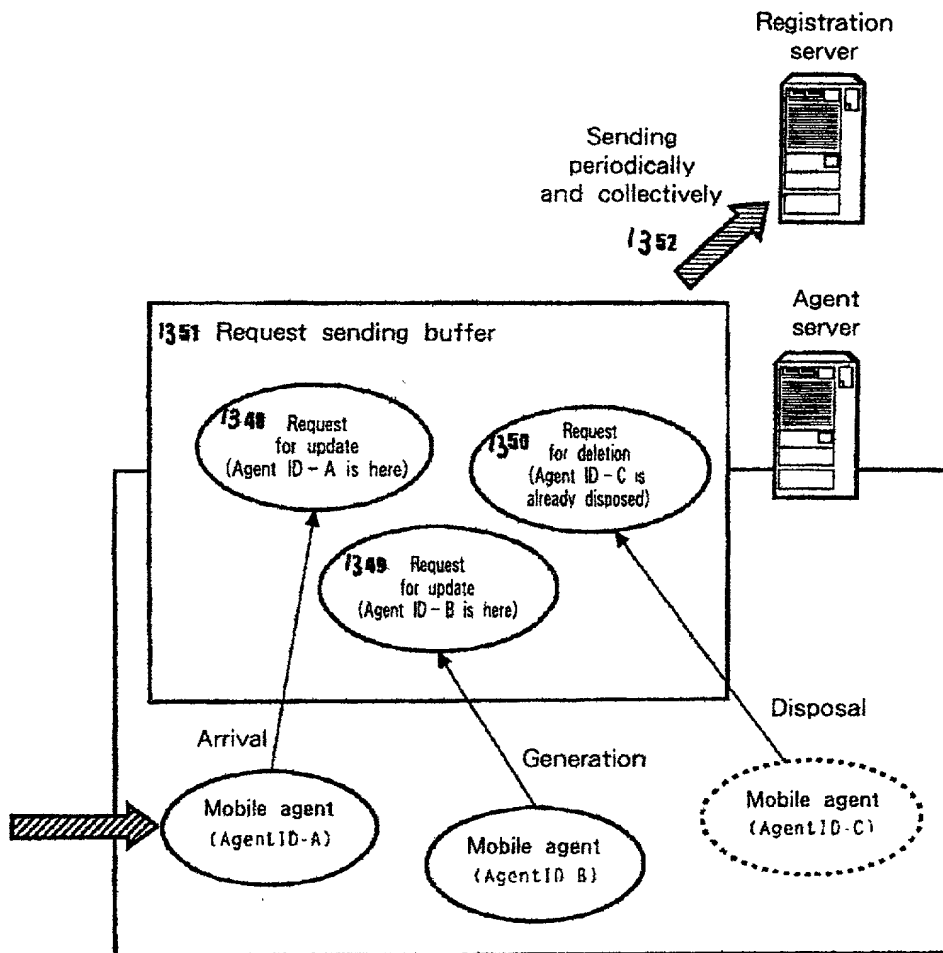 Registration
server
Sending
periodically
and collectively
1352
Agent
server
1351 Request sending buffer
1348 Request
for update
(Agent ID-A is here)
1350 Request
for deletion
(Agent ID-C is
already disposed)
1349 Request
for update
(Agent ID-B is here)
Arrival
Generation
Disposal
Mobile agent
(AgentID-A)
Mobile agent
(AgentID B)
Mobile agent
(AgentID-C)